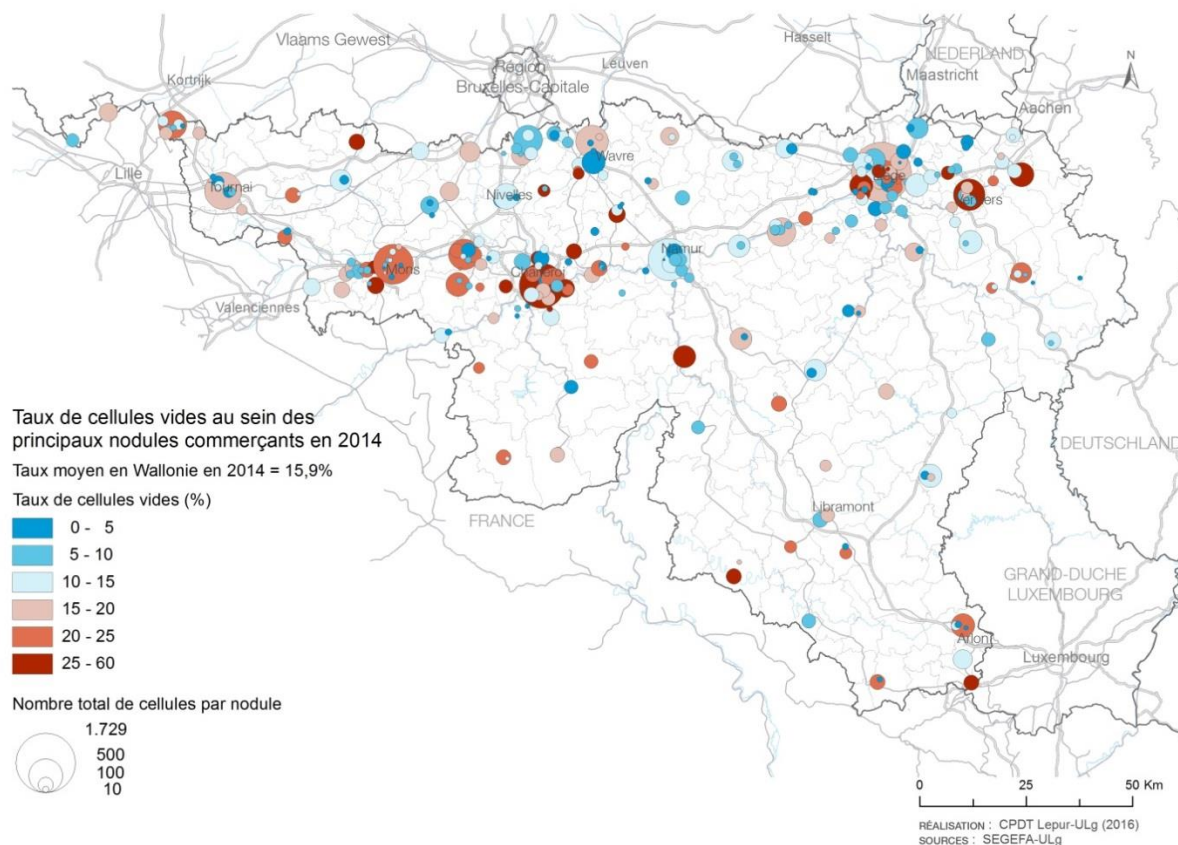 Vlaams Gewest
Hasselt
NEDERLAND
Région
Bruxelles-Capitale
Leuven
Maastricht
N
Kortrijk
Aachen
Lille
Tournai
Wavre
Liège
Nivelles
Verviers
Namur
Mons
Charleroi
Valenciennes
Taux de cellules vides au sein des
principaux nodules commerçants en 2014
Taux moyen en Wallonie en 2014 = 15,9%
Taux de cellules vides (%)
0 - 5
5 - 10
10 - 15
15 - 20
20 - 25
25 - 60
Nombre total de cellules par nodule
1.729
500
100
10
DEUTSCHLAND
FRANCE
Libramont
GRAND-DUCHE
LUXEMBOURG
Arlon
Luxembourg
0 25 50 Km
RÉALISATION : CPDT Lepur-ULg (2016)
SOURCES : SEGEFA-ULg